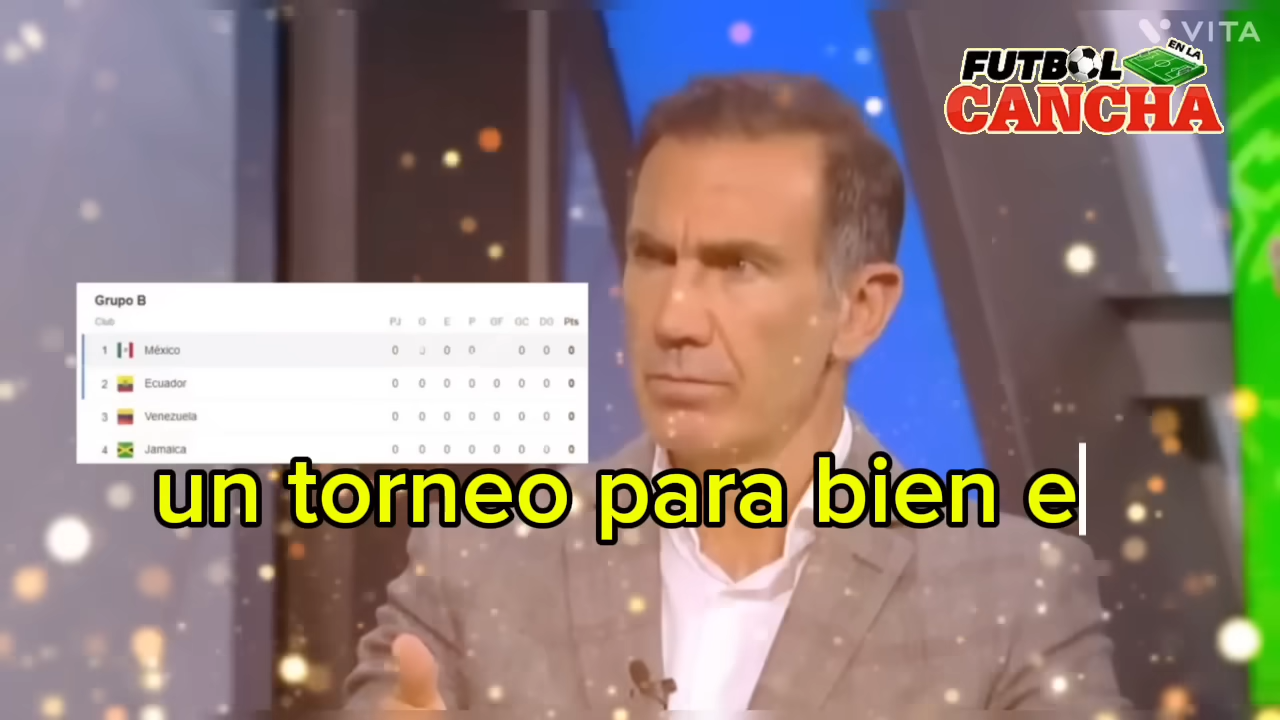 VITA
FUTBOL
EN LA
CANCHA
Grupo B
Club PJ G E P GF GC DG Pts
1 México 0 0 0 0 0 0 0
2 Ecuador 0 0 0 0 0 0 0 0
3 Venezuela 0 0 0 0 0 0 0 0
4 Jamaica 0 0 0 0 0 0 0 0
un torneo para bien e